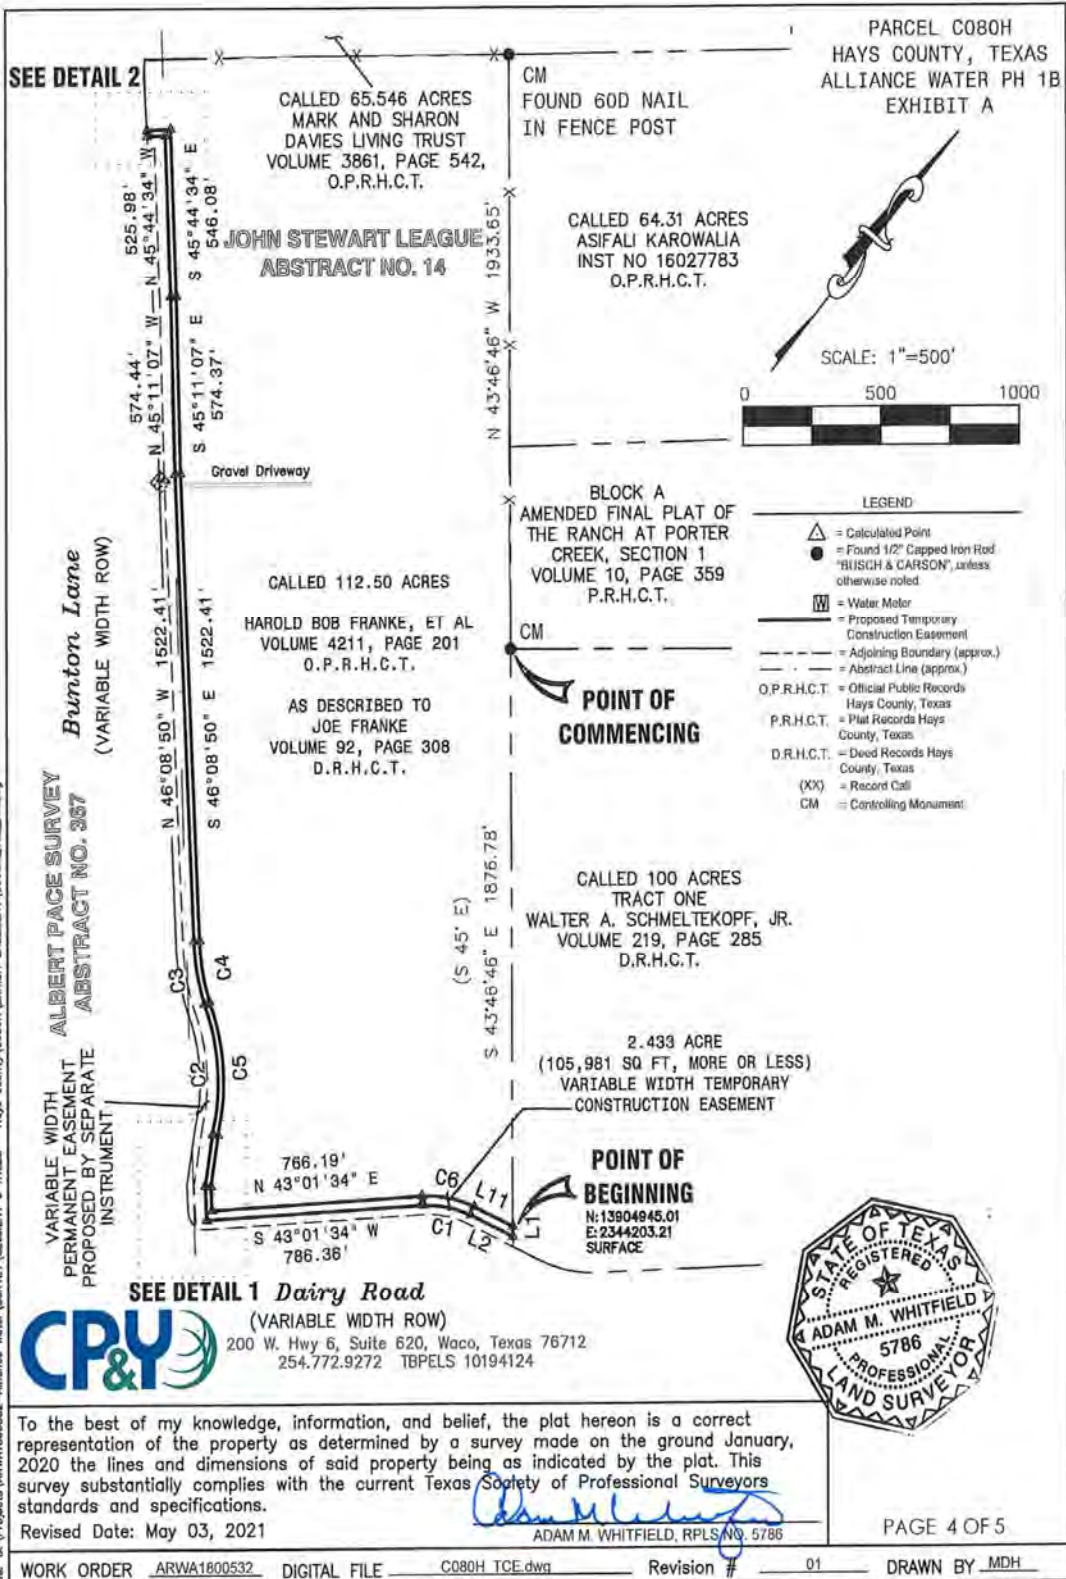 PARCEL C080H
HAYS COUNTY, TEXAS
ALLIANCE WATER PH 1B
EXHIBIT A
SEE DETAIL 2
CM
FOUND 60D NAIL
IN FENCE POST
CALLED 65.546 ACRES
MARK AND SHARON
DAVIES LIVING TRUST
VOLUME 3861, PAGE 542,
O.P.R.H.C.T.
JOHN STEWART LEAGUE
ABSTRACT NO. 14
CALLED 64.31 ACRES
ASIFALI KAROWALIA
INST NO 16027783
O.P.R.H.C.T.
525.98'
N 45°44'34" W
S 45°44'34" E
546.08'
574.44'
N 45°11'07" W
S 45°11'07" E
574.37'
N 43°46'46" W 1933.65'
SCALE: 1"=500'
0 500 1000
Gravel Driveway
BLOCK A
AMENDED FINAL PLAT OF
THE RANCH AT PORTER
CREEK, SECTION 1
VOLUME 10, PAGE 359
P.R.H.C.T.
LEGEND
= Calculated Point
= Found 1/2" Capped Iron Rod
"BUSCH & CARSON", unless
otherwise noted
W = Water Meter
= Proposed Temporary
Construction Easement
= Adjoining Boundary (approx.)
= Abstract Line (approx.)
O.P.R.H.C.T. = Official Public Records
Hays County, Texas
P.R.H.C.T. = Plat Records Hays
County, Texas
D.R.H.C.T. = Deed Records Hays
County, Texas
(XX) = Record Call
CM = Controlling Monument
Bunton Lane
(VARIABLE WIDTH ROW)
N 46°08'50" W 1522.41'
S 46°08'50" E 1522.41'
CALLED 112.50 ACRES
HAROLD BOB FRANKE, ET AL
VOLUME 4211, PAGE 201
O.P.R.H.C.T.
AS DESCRIBED TO
JOE FRANKE
VOLUME 92, PAGE 308
D.R.H.C.T.
CM
POINT OF
COMMENCING
ALBERT PACE SURVEY
ABSTRACT NO. 367
(S 45° E)
S 43°46'46" E 1876.78'
CALLED 100 ACRES
TRACT ONE
WALTER A. SCHMELTEKOPF, JR.
VOLUME 219, PAGE 285
D.R.H.C.T.
C3
C4
C2
C5
VARIABLE WIDTH
PERMANENT EASEMENT
PROPOSED BY SEPARATE
INSTRUMENT
2.433 ACRE
(105,981 SQ FT, MORE OR LESS)
VARIABLE WIDTH TEMPORARY
CONSTRUCTION EASEMENT
766.19'
N 43°01'34" E
S 43°01'34" W
786.36'
C6
L11
C1
L2
L1
POINT OF
BEGINNING
N:13904945.01
E:2344203.21
SURFACE
SEE DETAIL 1 Dairy Road
(VARIABLE WIDTH ROW)
CP&Y
200 W. Hwy 6, Suite 620, Waco, Texas 76712
254.772.9272 TBPELS 10194124
STATE OF TEXAS
REGISTERED
ADAM M. WHITFIELD
5786
PROFESSIONAL
LAND SURVEYOR
To the best of my knowledge, information, and belief, the plat hereon is a correct
representation of the property as determined by a survey made on the ground January,
2020 the lines and dimensions of said property being as indicated by the plat. This
survey substantially complies with the current Texas Society of Professional Surveyors
standards and specifications.
Revised Date: May 03, 2021
ADAM M. WHITFIELD, RPLS NO. 5786
PAGE 4 OF 5
WORK ORDER ARWA1800532 DIGITAL FILE C080H_TCE.dwg Revision # 01 DRAWN BY MDH